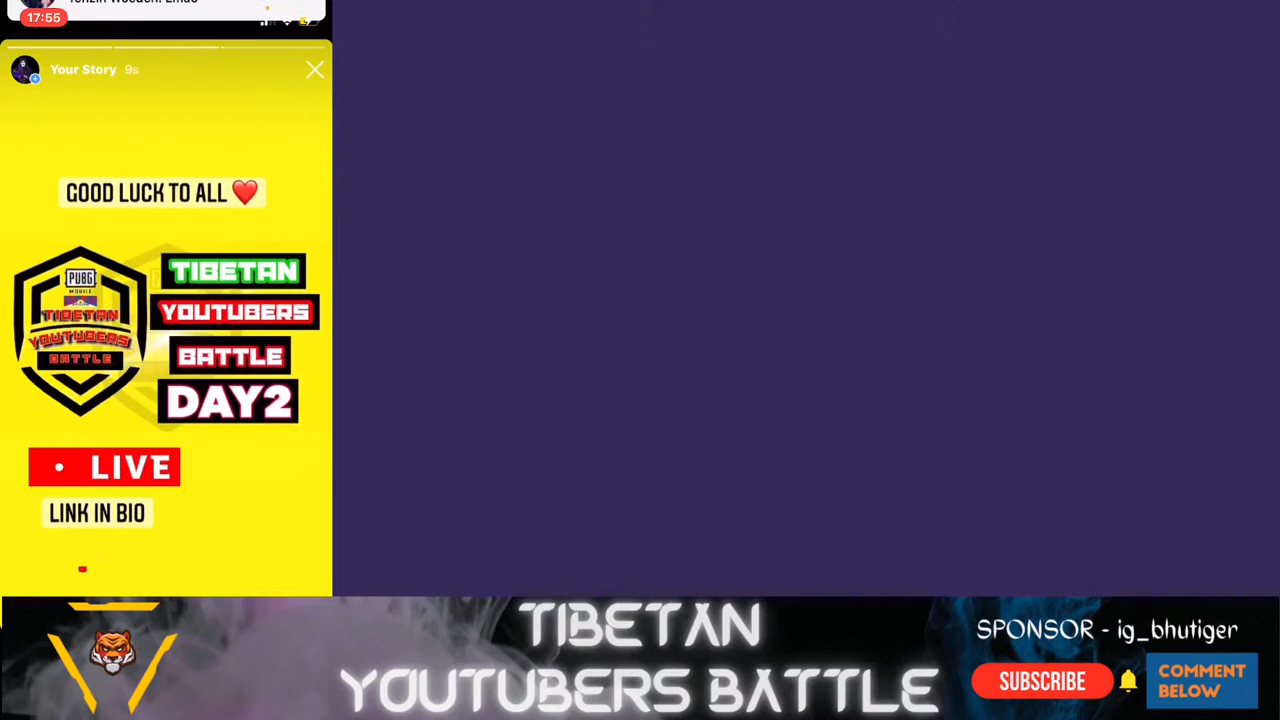 17:55
Your Story 9s
GOOD LUCK TO ALL ❤️
PUBG
MOBILE
TIBETAN
YOUTUBERS
BATTLE
TIBETAN
YOUTUBERS
BATTLE
DAY2
• LIVE
LINK IN BIO
TIBETAN
YOUTUBERS BATTLE
SPONSOR - ig_bhutiger
SUBSCRIBE
COMMENT
BELOW